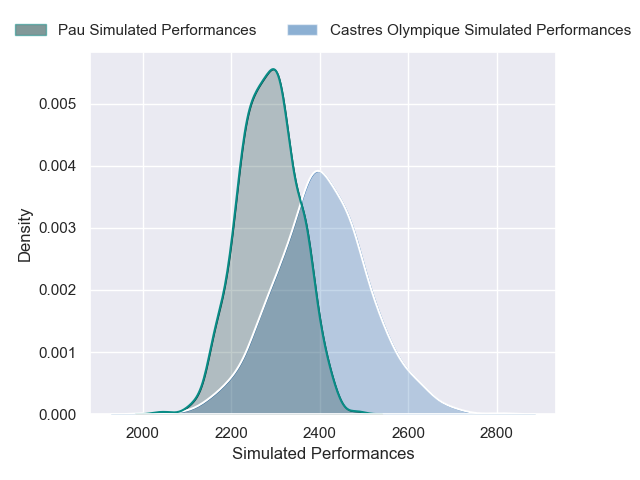 Pau Simulated Performances
Castres Olympique Simulated Performances
Density
0.005
0.004
0.003
0.002
0.001
0.000
2000
2200
2400
2600
2800
Simulated Performances